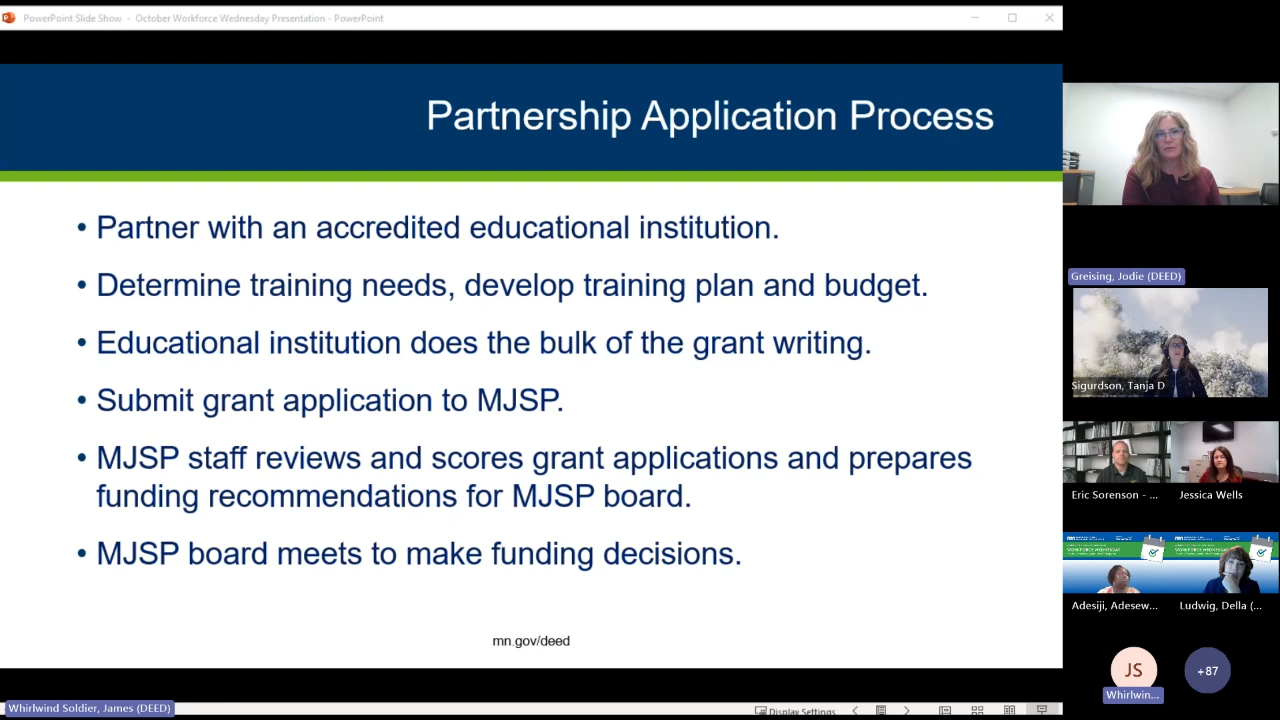 PowerPoint Slide Show - October Workforce Wednesday Presentation - PowerPoint
Partnership Application Process
• Partner with an accredited educational institution.
• Determine training needs, develop training plan and budget.
• Educational institution does the bulk of the grant writing.
• Submit grant application to MJSP.
• MJSP staff reviews and scores grant applications and prepares
funding recommendations for MJSP board.
• MJSP board meets to make funding decisions.
mn.gov/deed
Whirlwind Soldier, James (DEED)
Display Settings
Greising, Jodie (DEED)
Sigurdson, Tanja D
Eric Sorenson - ...
Jessica Wells
WORKFORCE WEDNESDAY
WORKFORCE WEDNESDAY
Adesiji, Adesew...
Ludwig, Della (...
JS
+87
Whirlwin...